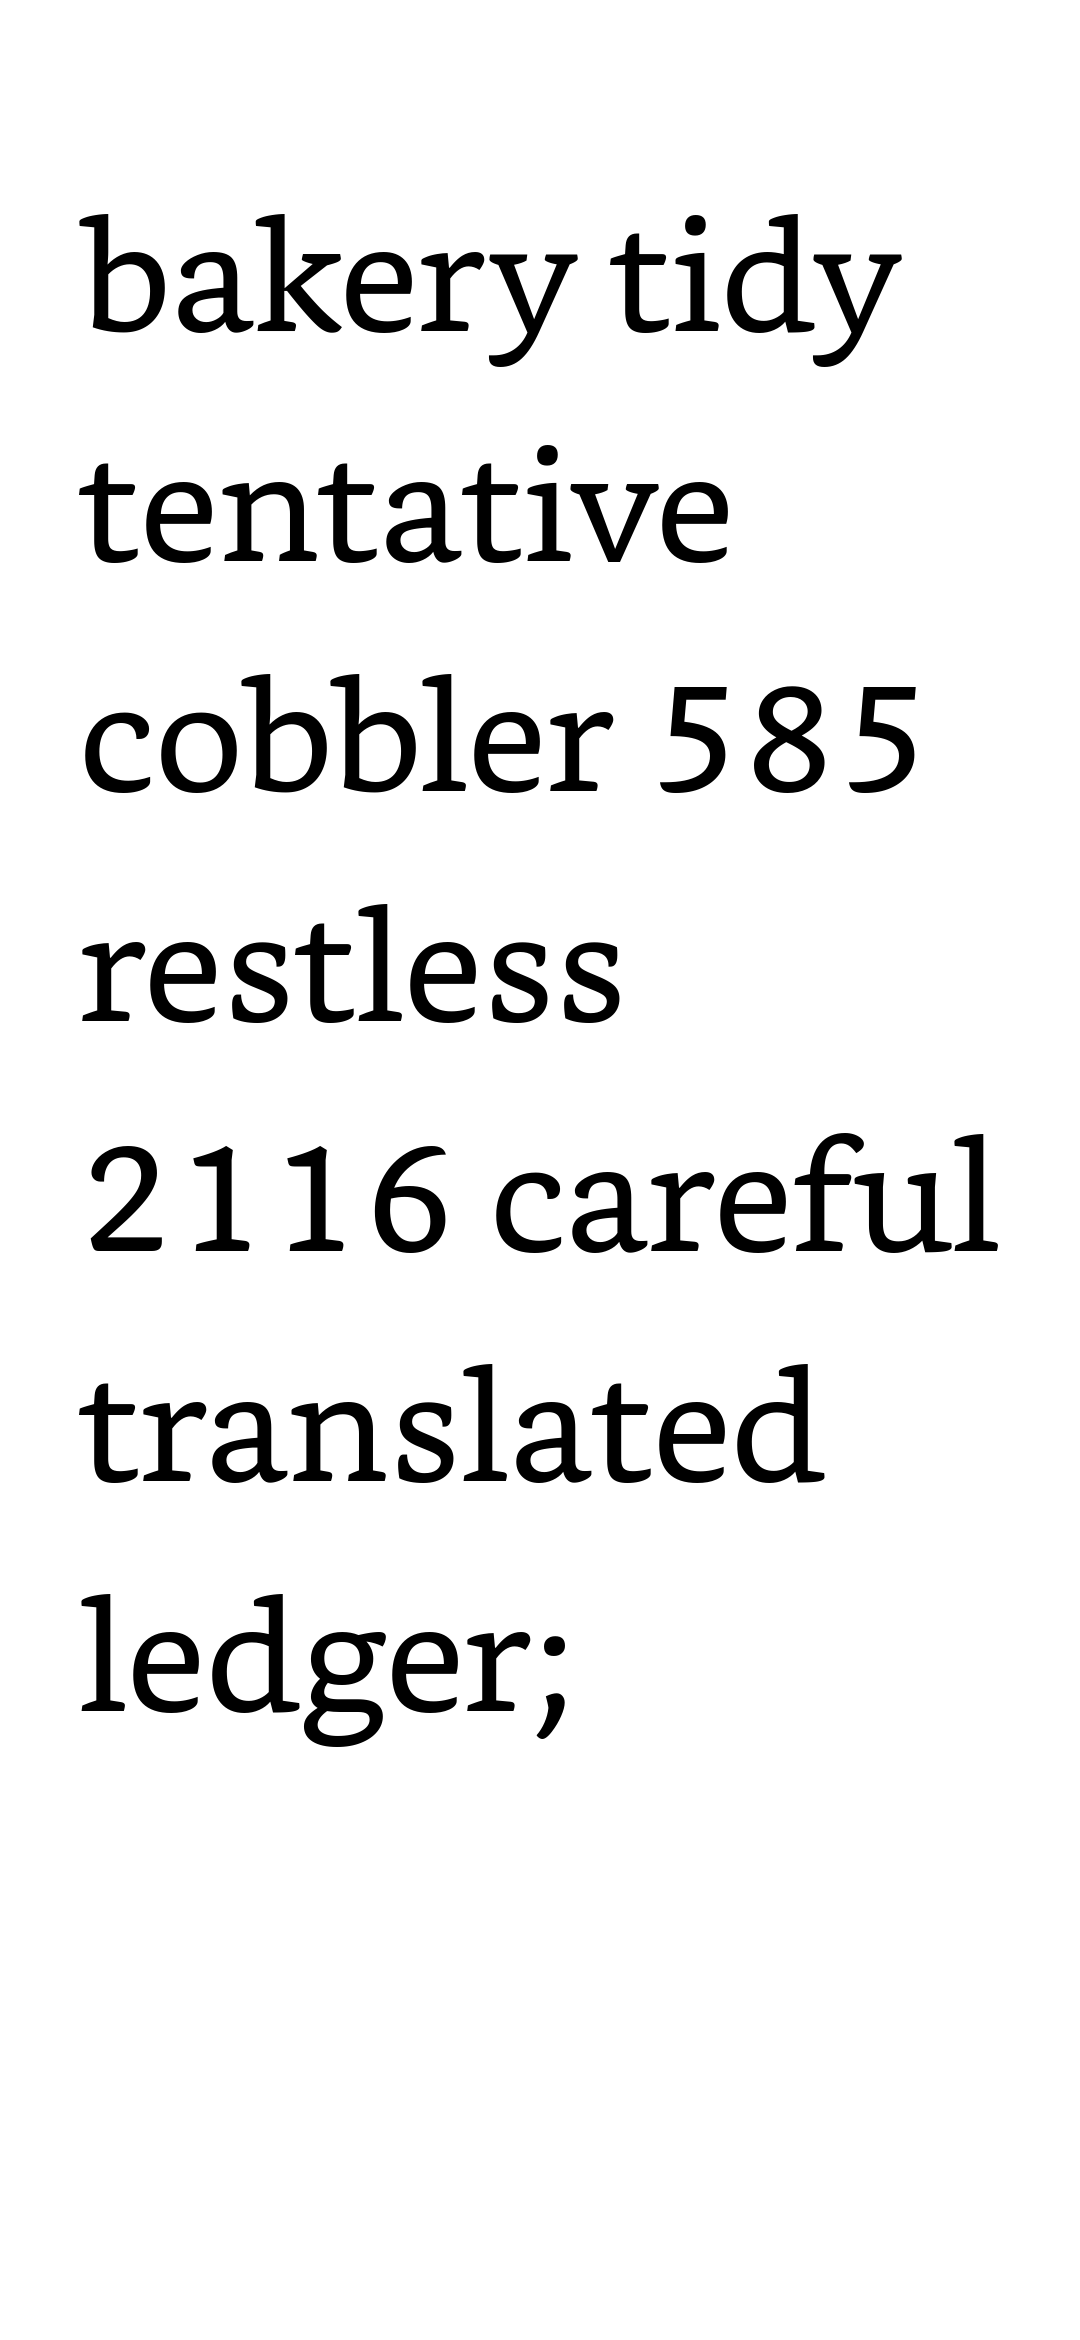 bakery tidy
tentative
cobbler 585
restless
2116 careful
translated
ledger;